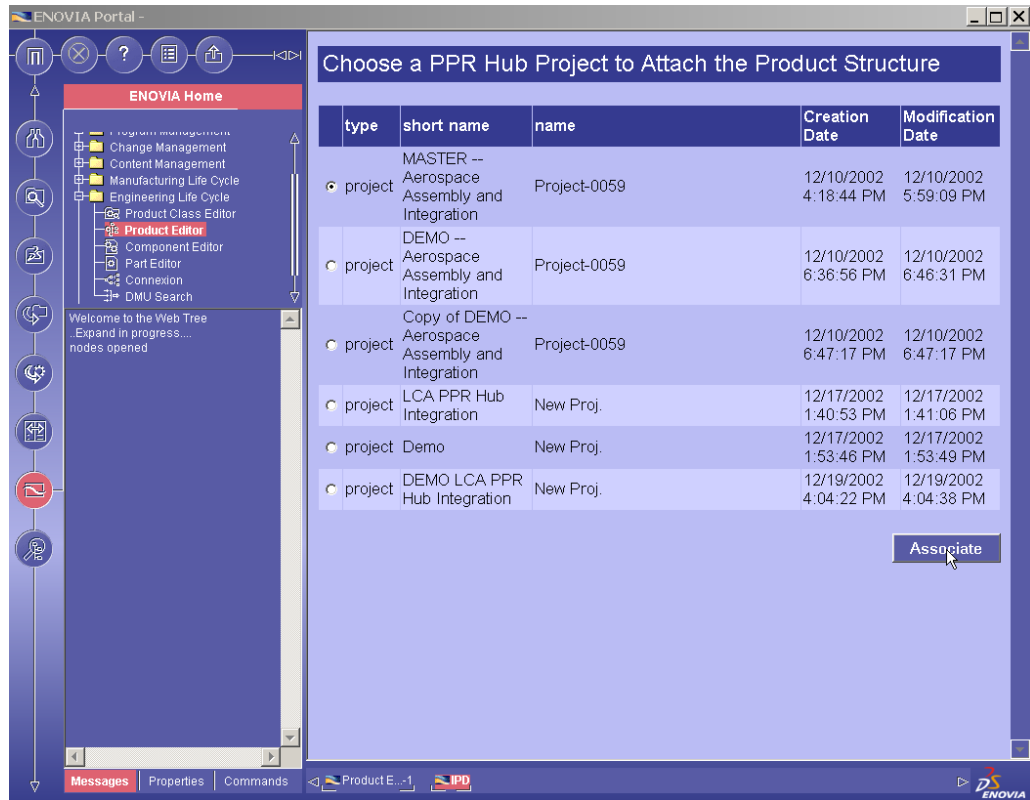 ENOVIA Portal -
?
ENOVIA Home
Program Management
Change Management
Content Management
Manufacturing Life Cycle
Engineering Life Cycle
Product Class Editor
Product Editor
Component Editor
Part Editor
Connexion
DMU Search
Welcome to the Web Tree
..Expand in progress....
nodes opened
Messages
Properties
Commands
Choose a PPR Hub Project to Attach the Product Structure
type short name name Creation Date Modification Date
MASTER --
Aerospace
project Assembly and Project-0059 12/10/2002 4:18:44 PM 12/10/2002 5:59:09 PM
Integration
DEMO --
Aerospace
project Assembly and Project-0059 12/10/2002 6:36:56 PM 12/10/2002 6:46:31 PM
Integration
Copy of DEMO --
Aerospace
project Assembly and Project-0059 12/10/2002 6:47:17 PM 12/10/2002 6:47:17 PM
Integration
project LCA PPR Hub New Proj. 12/17/2002 1:40:53 PM 12/17/2002 1:41:06 PM
Integration
project Demo New Proj. 12/17/2002 1:53:46 PM 12/17/2002 1:53:49 PM
project DEMO LCA PPR New Proj. 12/19/2002 4:04:22 PM 12/19/2002 4:04:38 PM
Hub Integration
Associate
Product E...-1
IPD
DS
ENOVIA